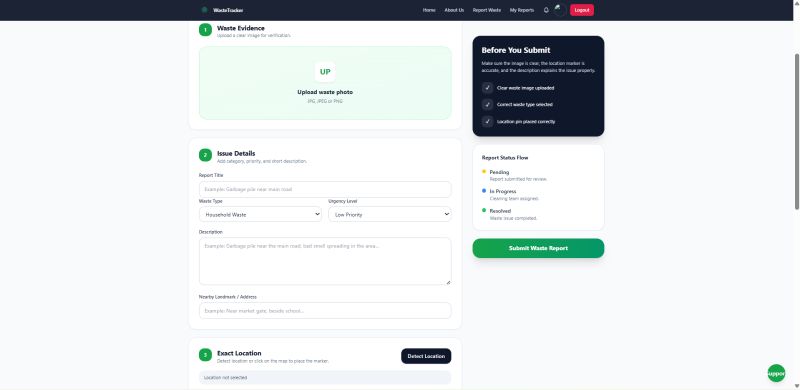 WasteTracker
Home
About Us
Report Waste
My Reports
Logout
1
Waste Evidence
Upload a clear image for verification.
UP
Upload waste photo
JPG, JPEG or PNG
2
Issue Details
Add category, priority, and short description.
Report Title
Example: Garbage pile near main road
Waste Type
Urgency Level
Household Waste
Low Priority
Description
Example: Garbage pile near the main road, bad smell spreading in the area...
Nearby Landmark / Address
Example: Near market gate, beside school...
3
Exact Location
Detect location or click on the map to place the marker.
Detect Location
Location not selected
Before You Submit
Make sure the image is clear, the location marker is
accurate, and the description explains the issue properly.
✓ Clear waste image uploaded
✓ Correct waste type selected
✓ Location pin placed correctly
Report Status Flow
Pending
Report submitted for review.
In Progress
Cleaning team assigned.
Resolved
Waste issue completed.
Submit Waste Report
uppor